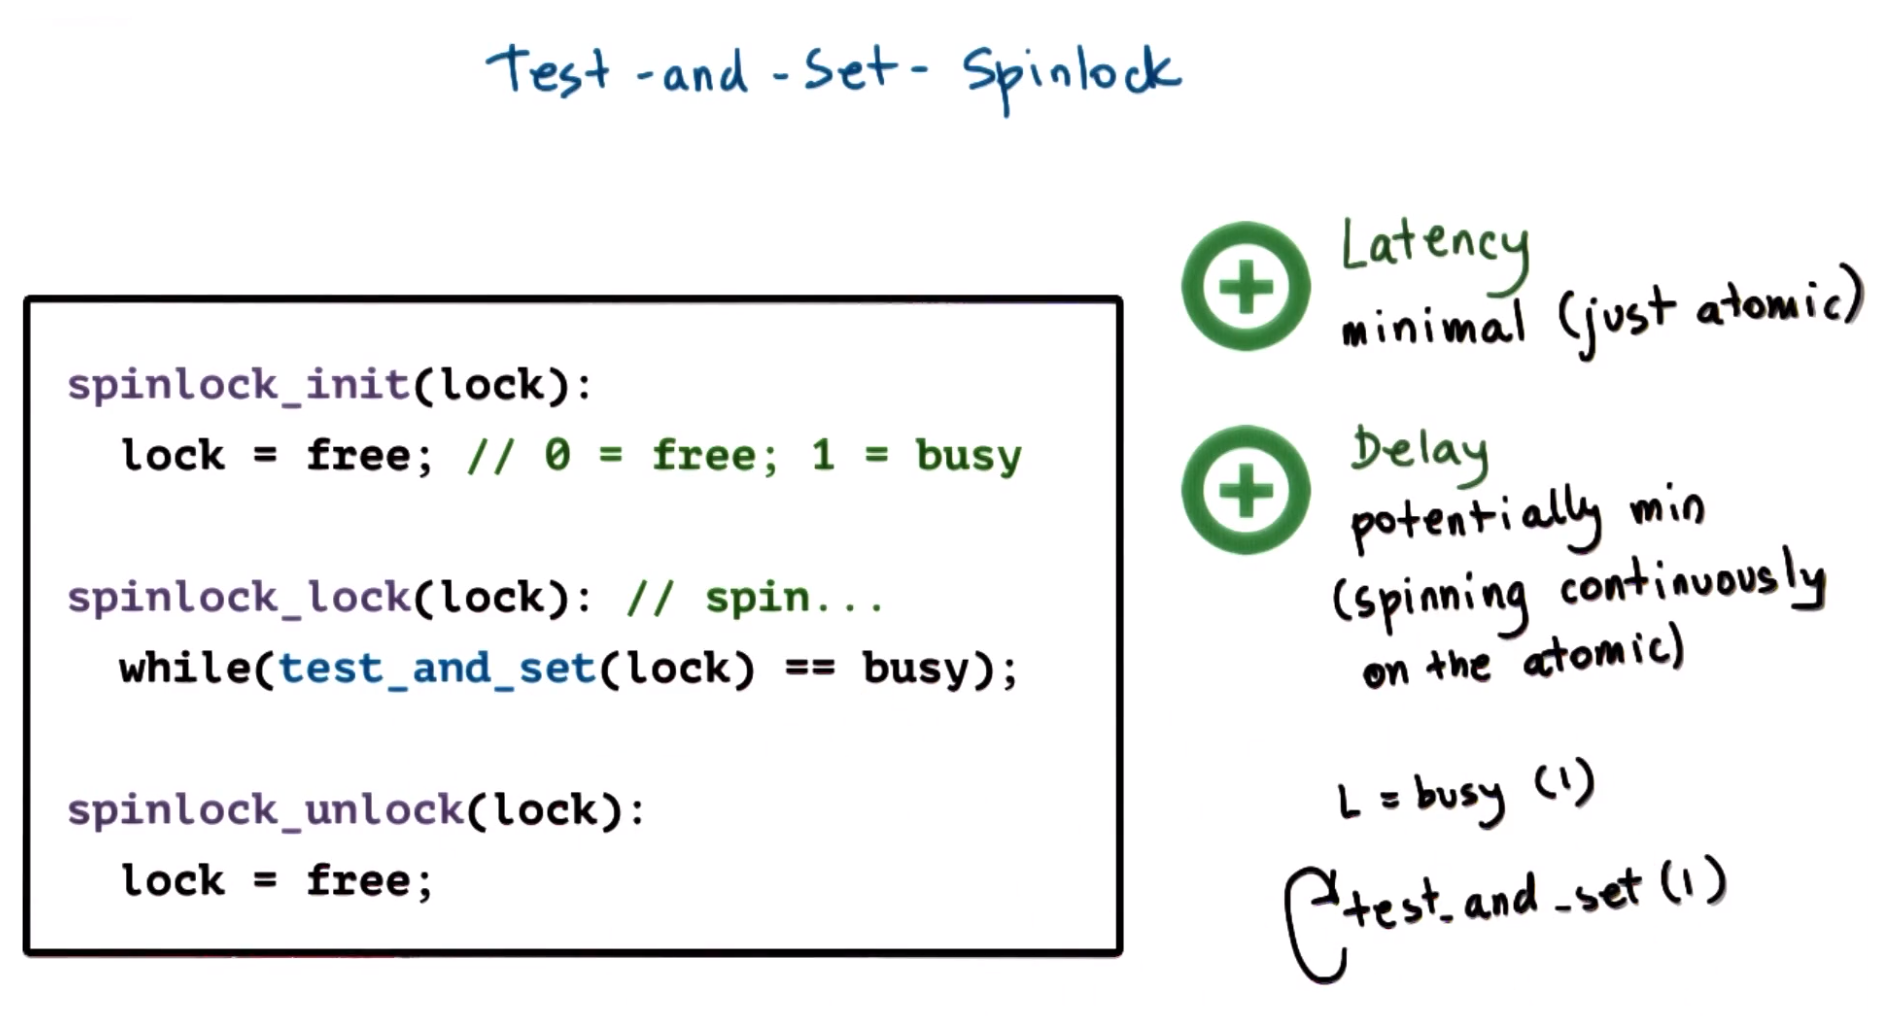 Test-and-Set-Spinlock
spinlock_init(lock):
lock = free; // 0 = free; 1 = busy
spinlock_lock(lock): // spin...
while(test_and_set(lock) == busy);
spinlock_unlock(lock):
lock = free;
Latency
minimal (just atomic)
Delay
potentially min
(spinning continuously
on the atomic)
L = busy (1)
test_and_set(1)